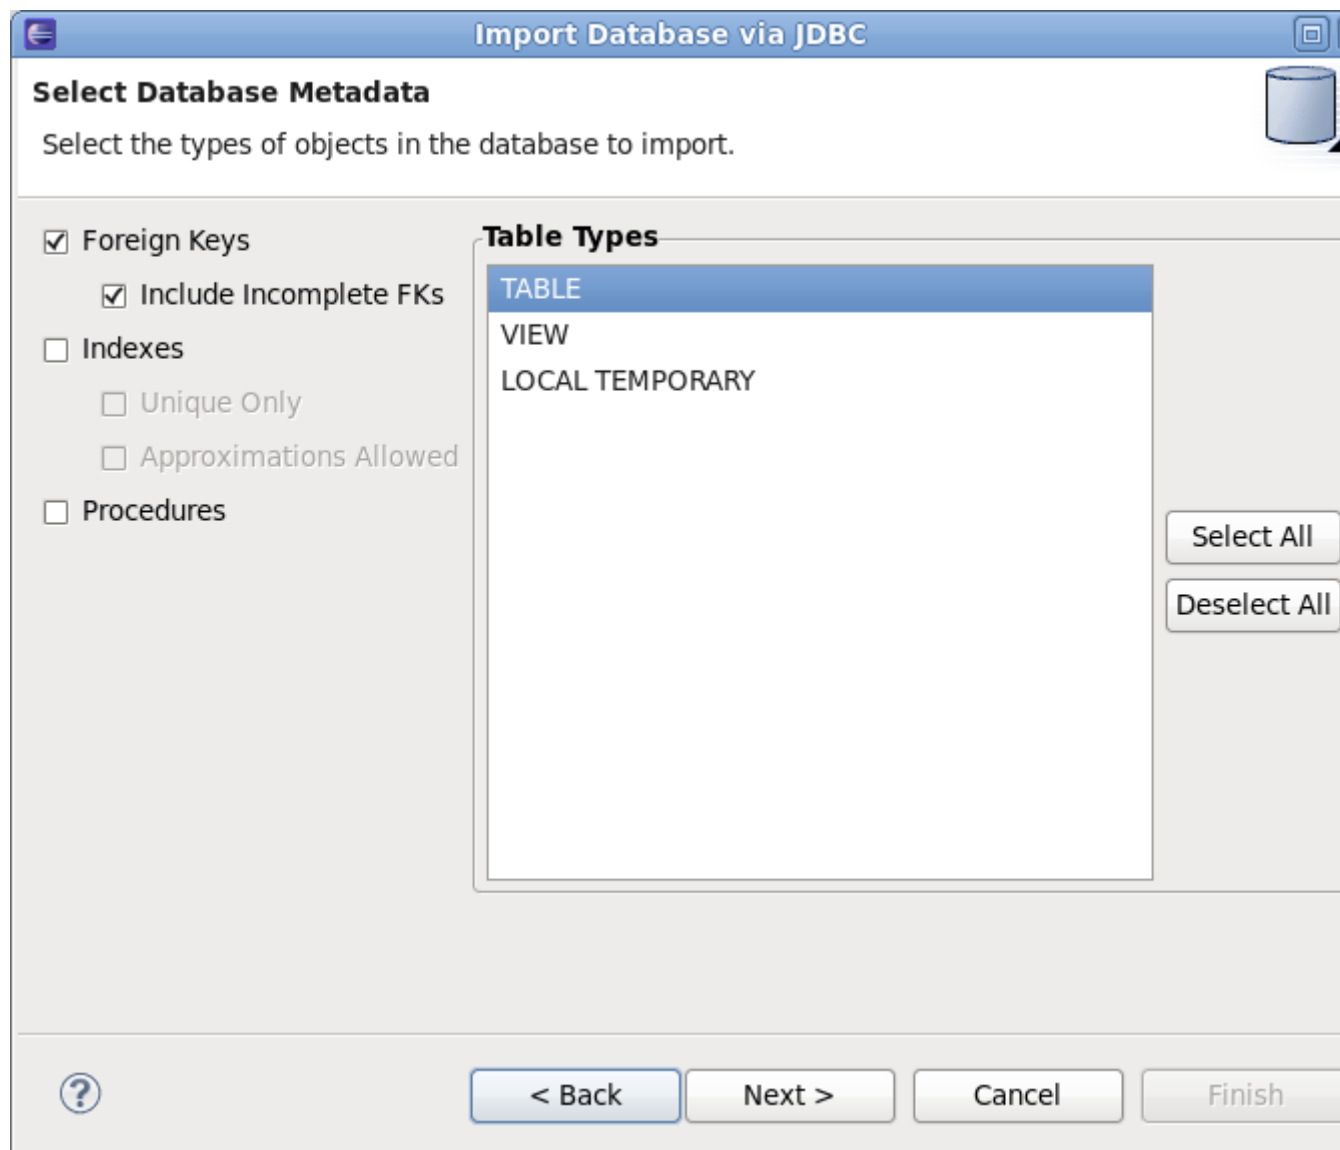 Import Database via JDBC
Select Database Metadata
Select the types of objects in the database to import.
Foreign Keys
Include Incomplete FKs
Indexes
Unique Only
Approximations Allowed
Procedures
Table Types
TABLE
VIEW
LOCAL TEMPORARY
Select All
Deselect All
?
< Back
Next >
Cancel
Finish